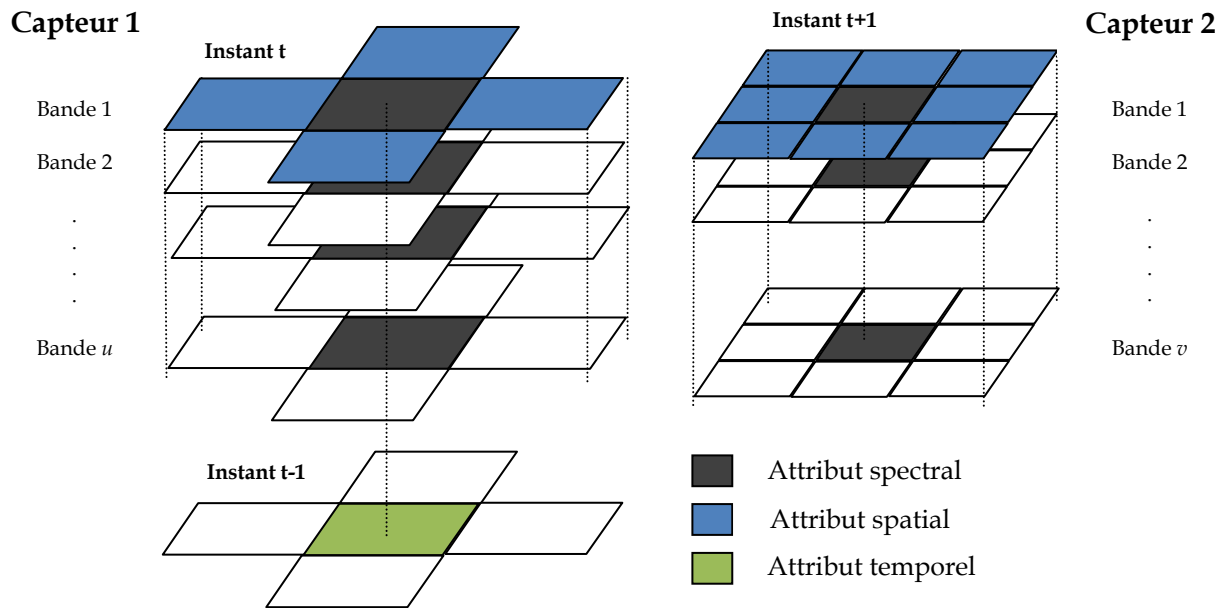 Capteur 1
Instant t
Bande 1
Bande 2
.
.
.
.
Bande u
Instant t-1
Instant t+1
Capteur 2
Bande 1
Bande 2
.
.
.
.
Bande v
Attribut spectral
Attribut spatial
Attribut temporel